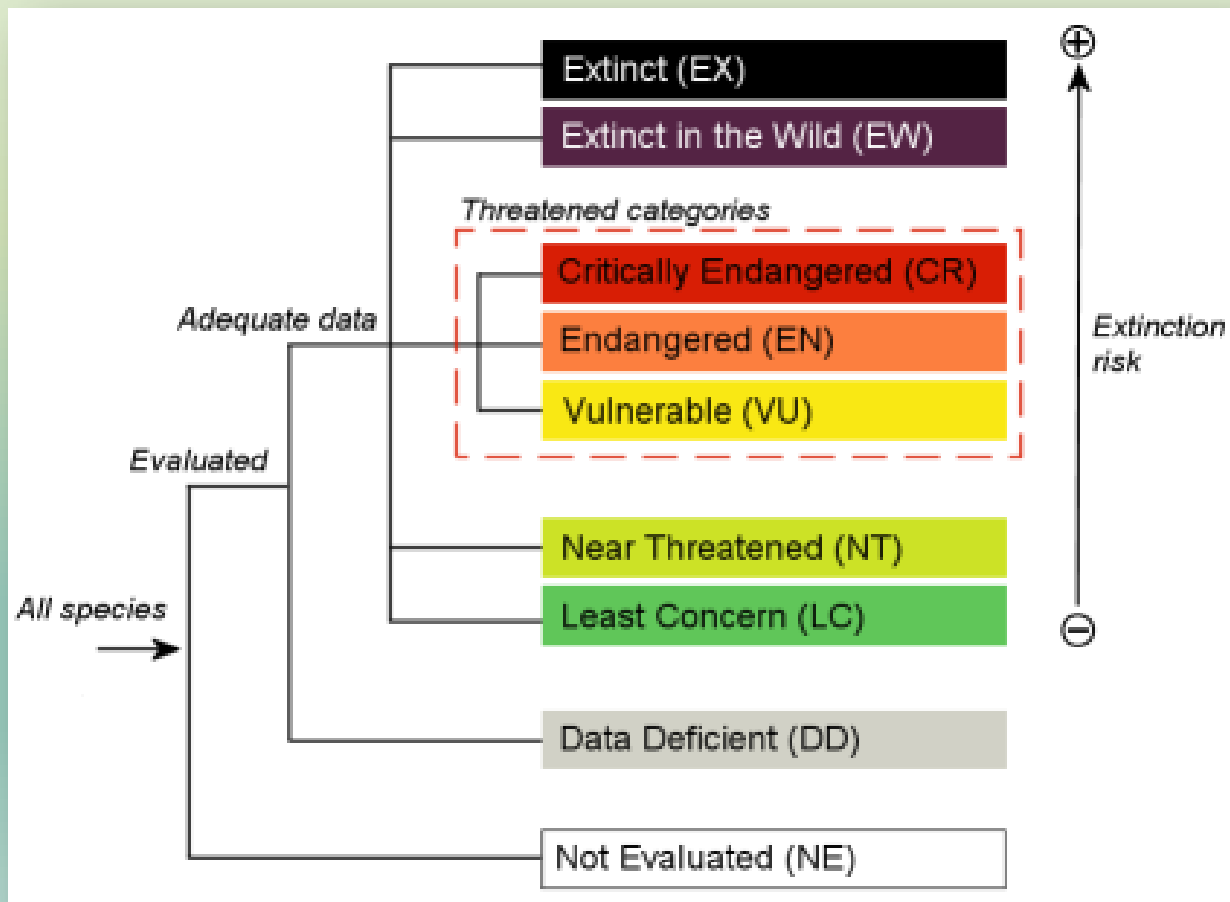 Extinct (EX)
Extinct in the Wild (EW)
Threatened categories
Critically Endangered (CR)
Adequate data
Endangered (EN)
Extinction
risk
Vulnerable (VU)
Evaluated
Near Threatened (NT)
All species
Least Concern (LC)
Data Deficient (DD)
Not Evaluated (NE)